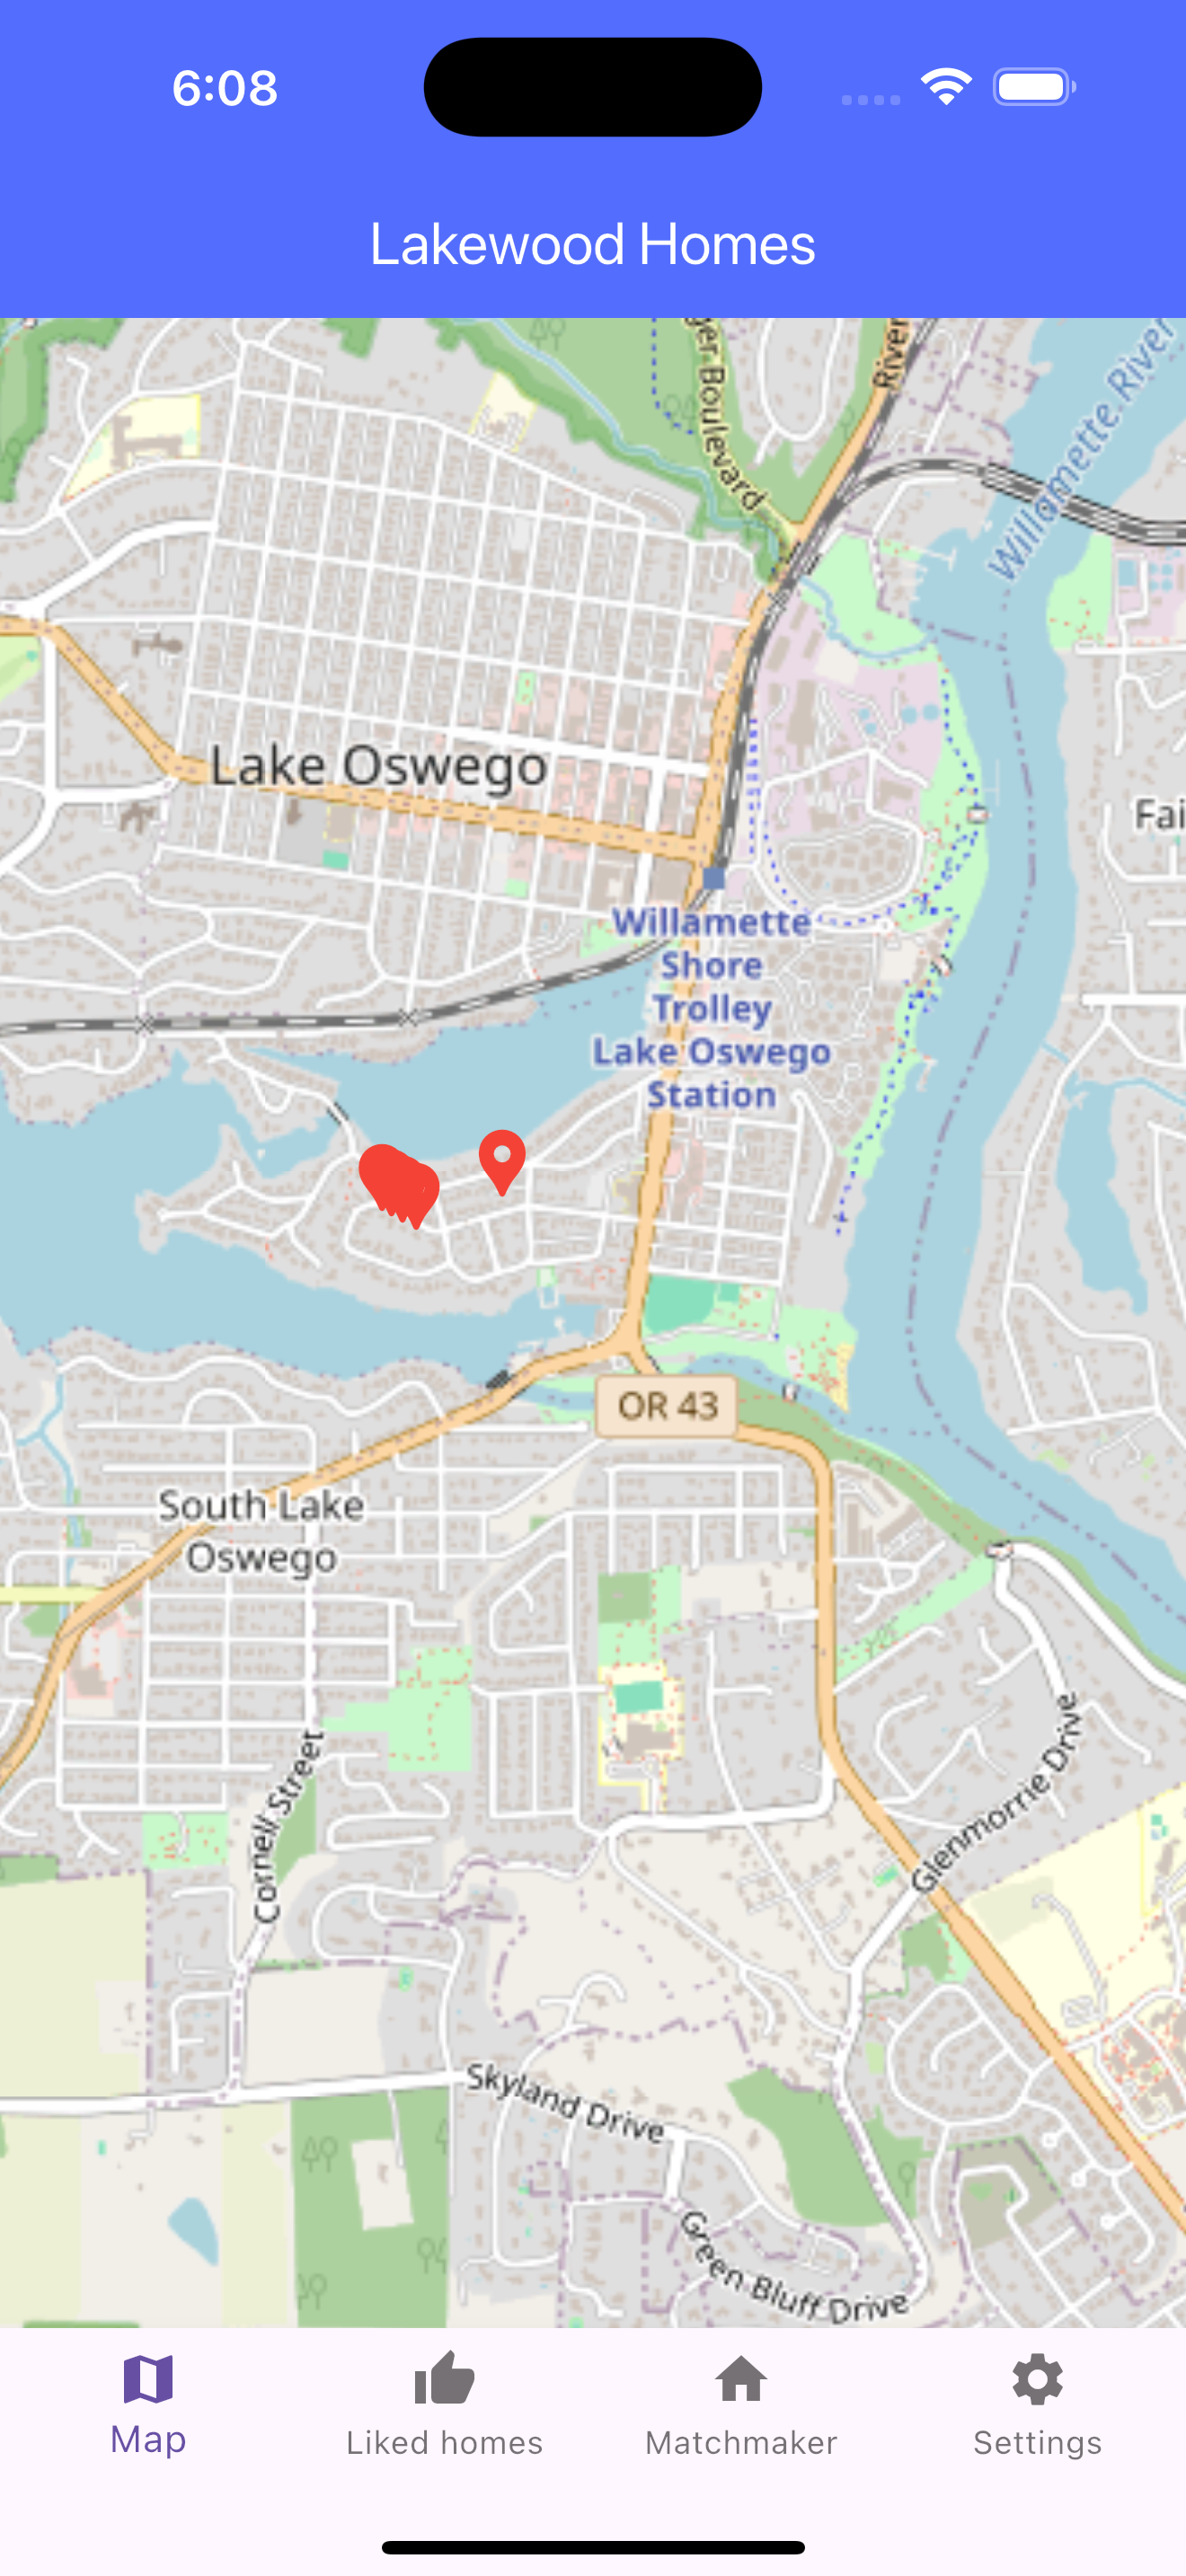 6:08
Lakewood Homes
ger Boulevard
River
Willamette River
Lake Oswego
Fai
Willamette
Shore
Trolley
Lake Oswego
Station
OR 43
South Lake
Oswego
Cornell Street
Glenmorrie Drive
Skyland Drive
Green Bluff Drive
Map
Liked homes
Matchmaker
Settings